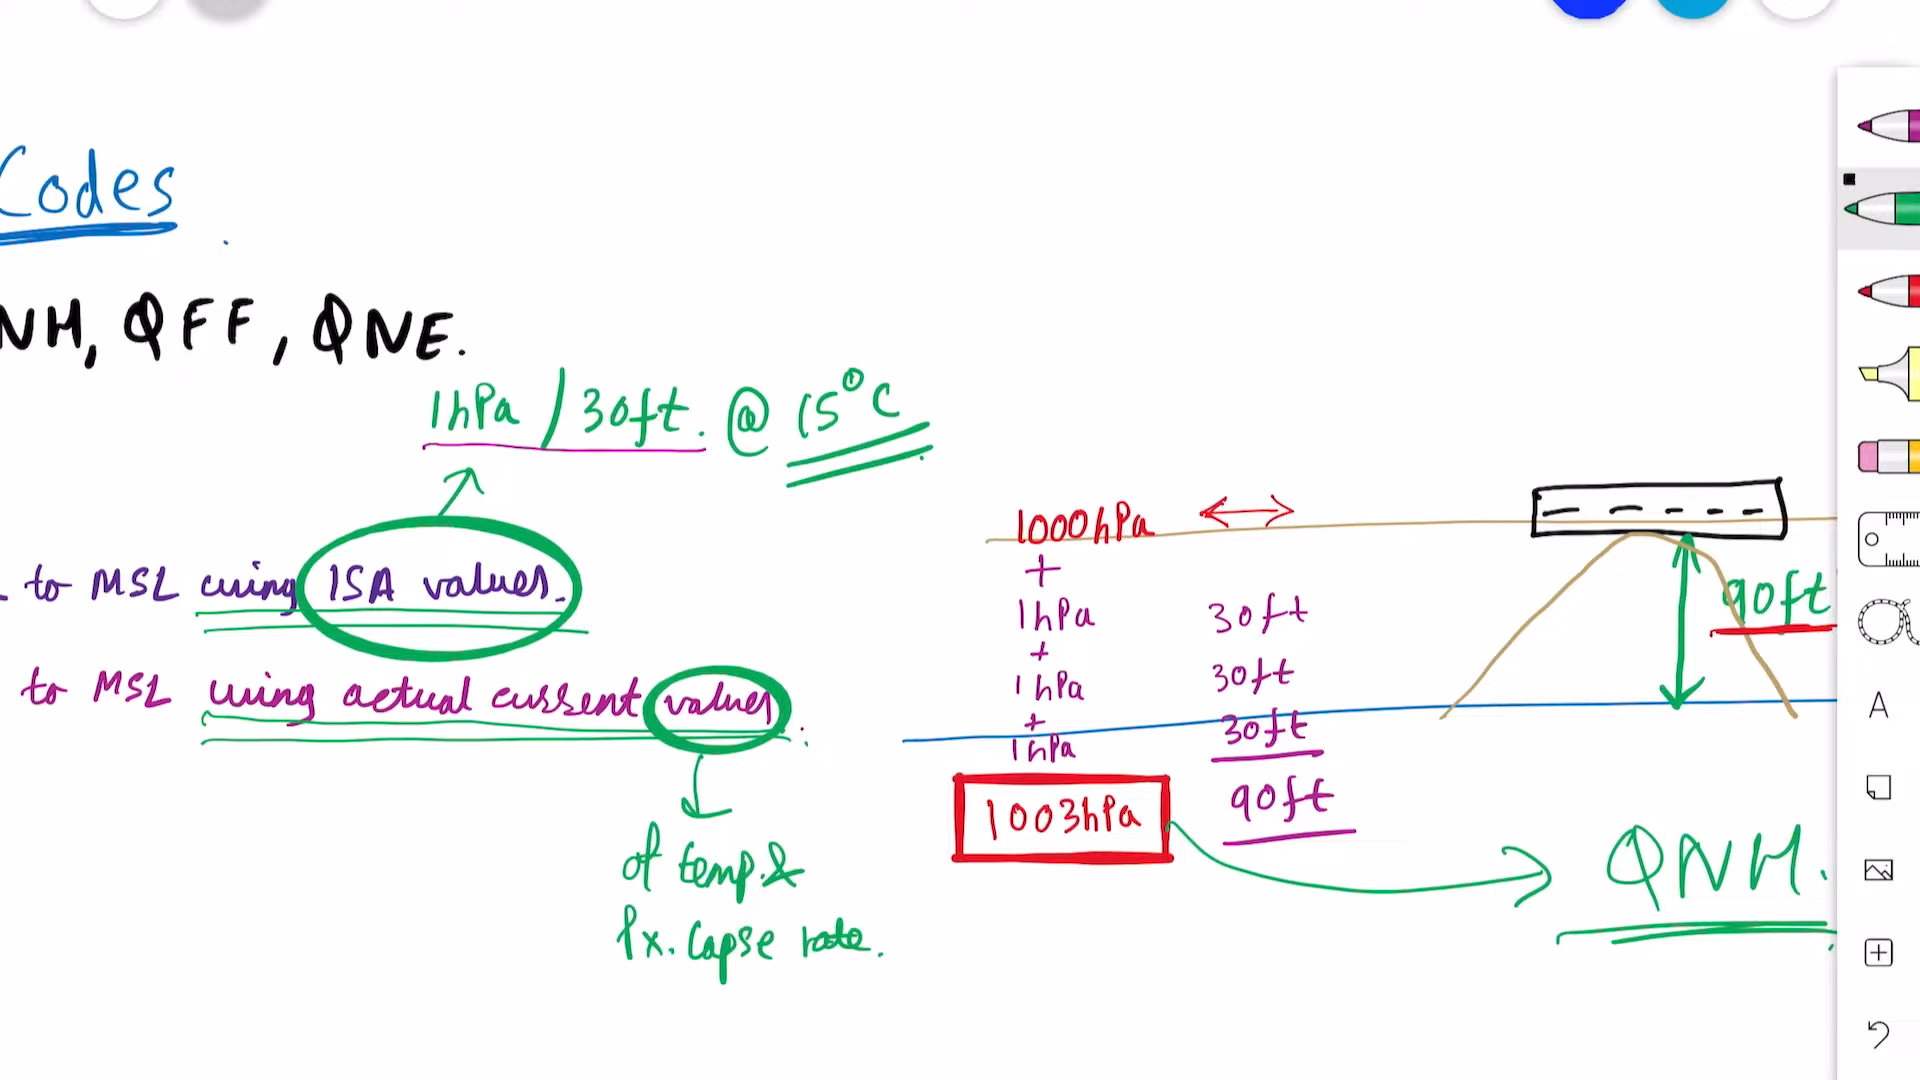 Codes
NH, QFF, QNE.
1hPa / 30ft. @ 15°C
to MSL using ISA values.
to MSL using actual current values.
of temp. &
Px. Lapse rate.
1000hPa
+
1hPa 30ft
+
1hPa 30ft
+
1hPa 30ft
1003hPa 90ft
90ft
QNH.
A